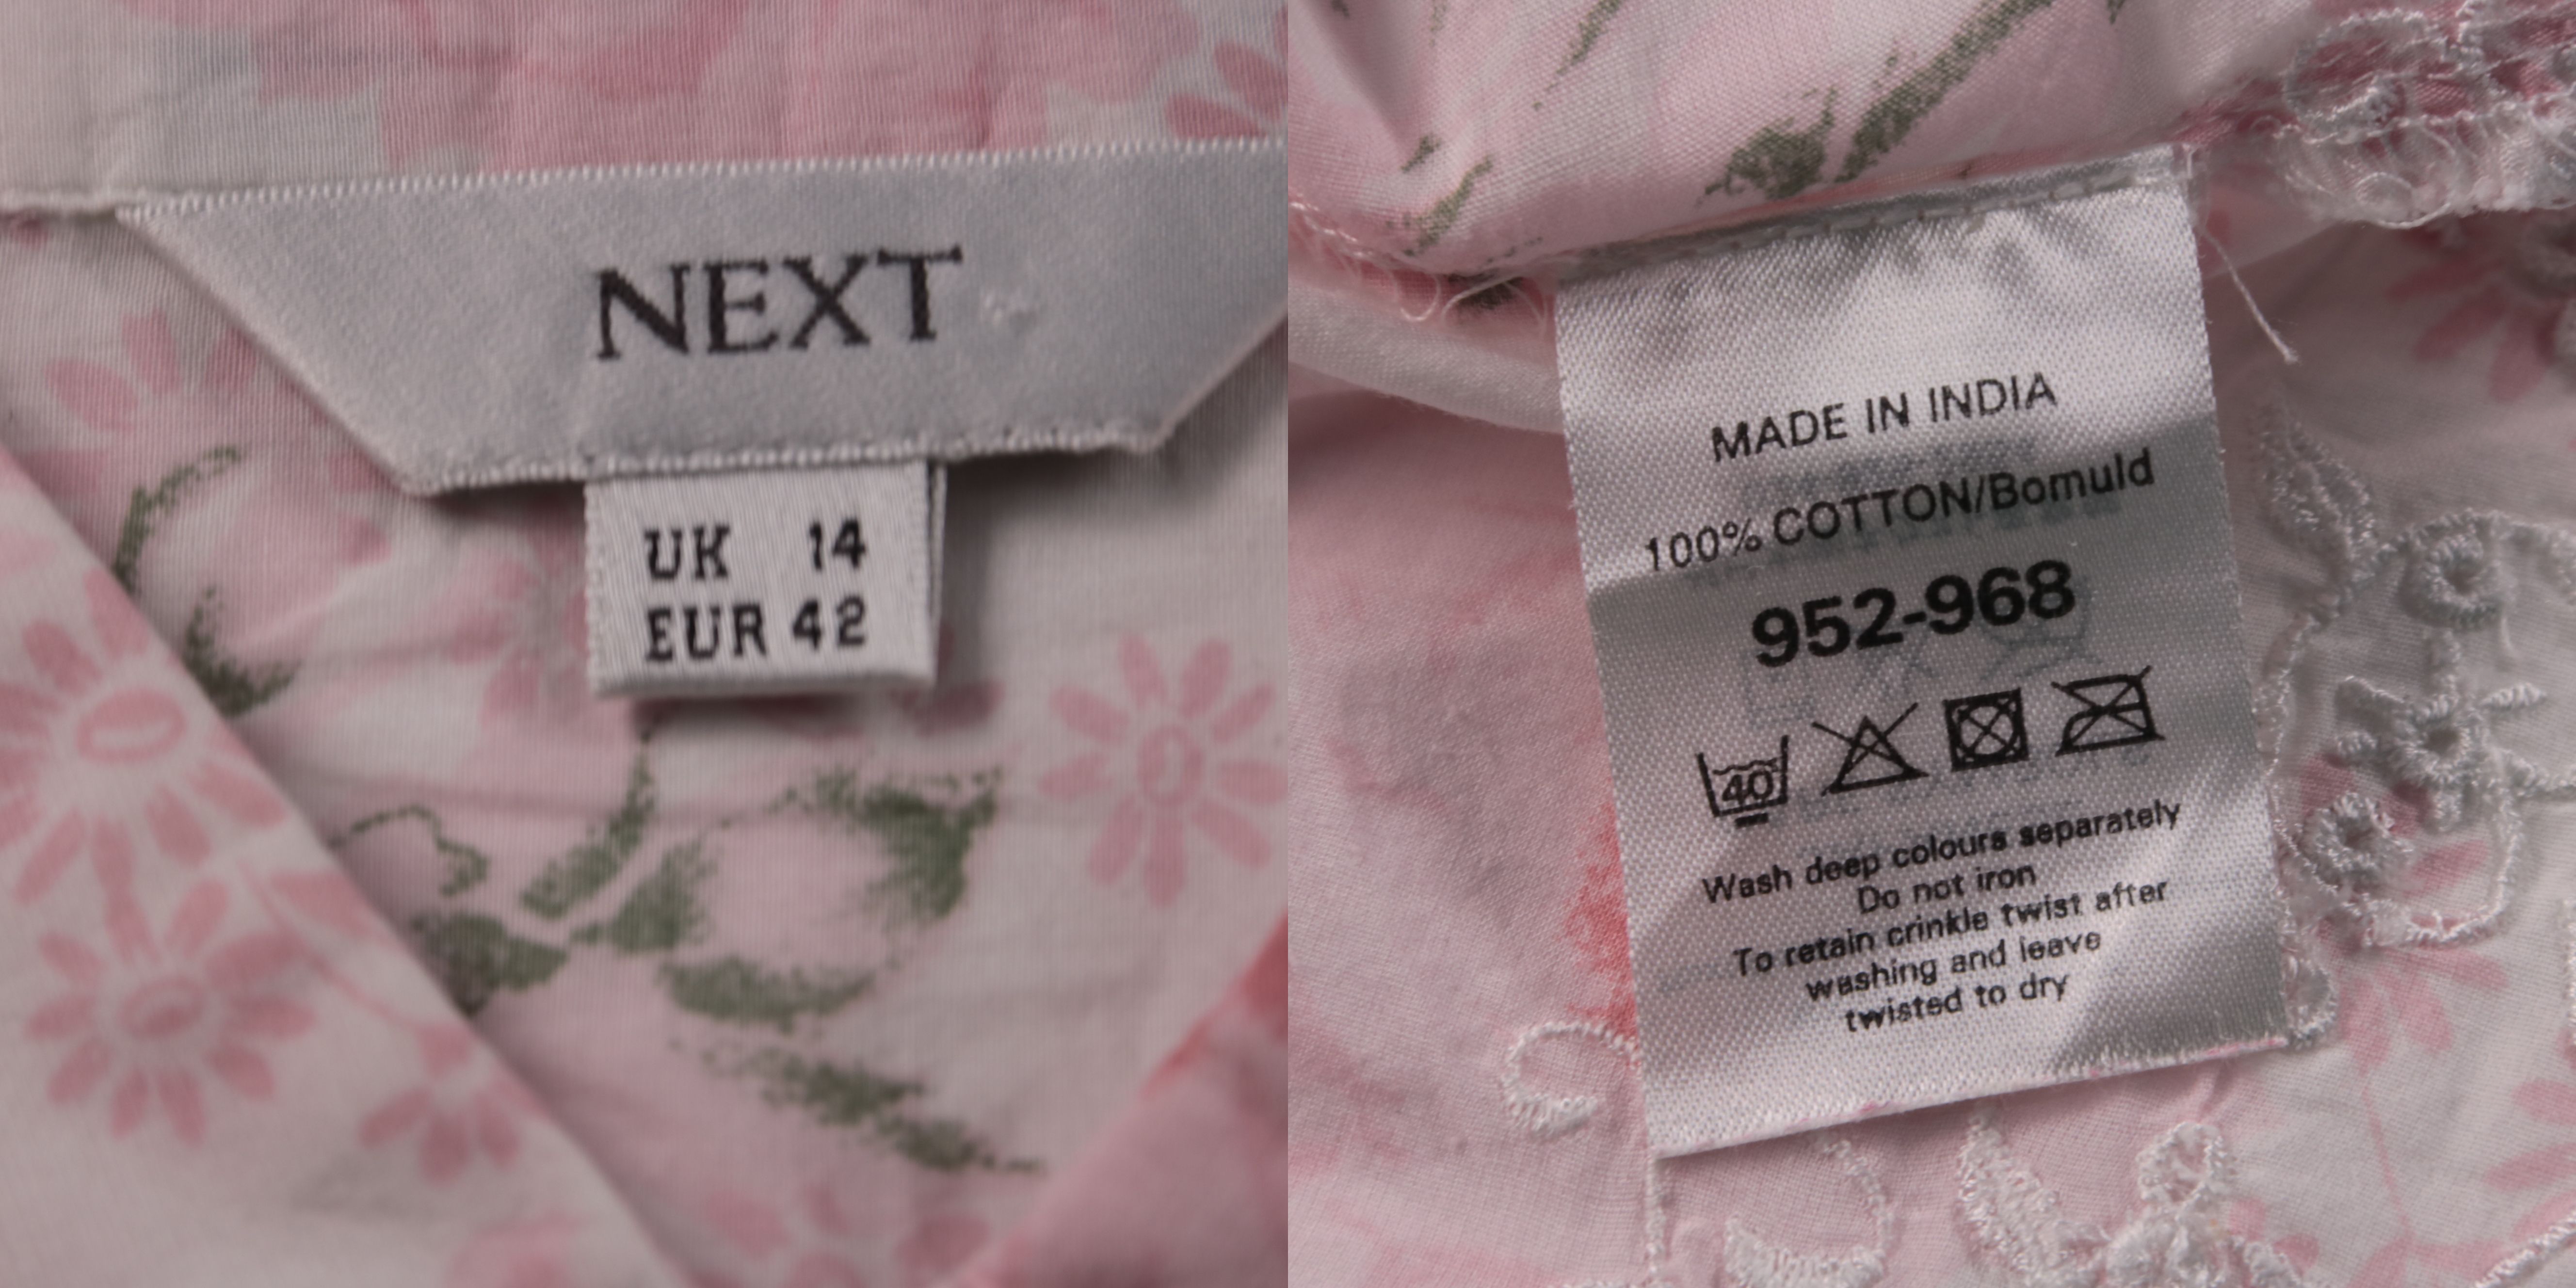 NEXT
UK 14
EUR 42
MADE IN INDIA
100% COTTON/Bomuld
952-968
40
Wash deep colours separately
Do not iron
To retain crinkle twist after
washing and leave
twisted to dry